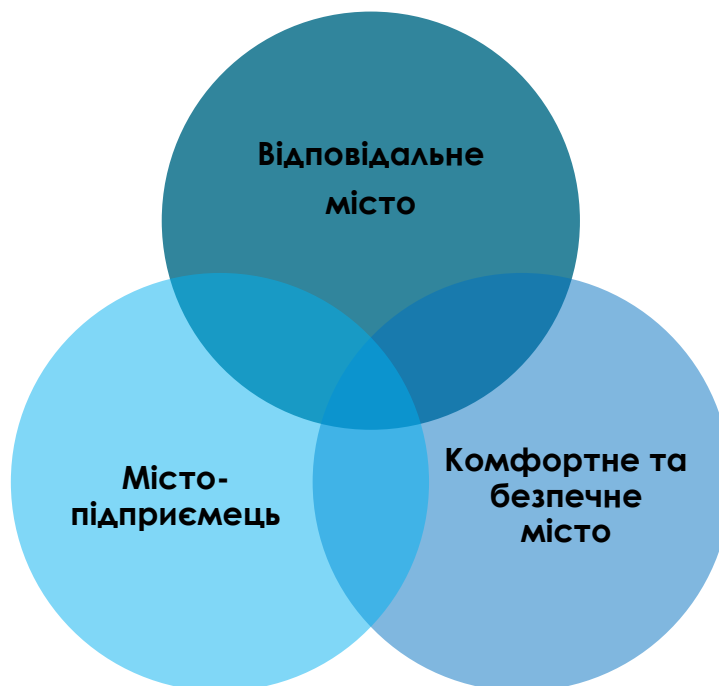 Відповідальне
місто
Місто-
підприємець
Комфортне та
безпечне
місто